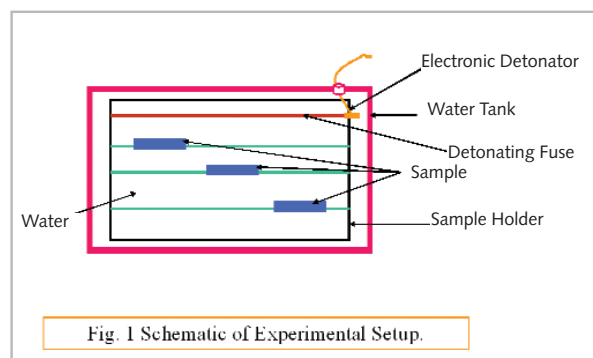 Electronic Detonator
Water Tank
Detonating Fuse
Sample
Water
Sample Holder
Fig. 1 Schematic of Experimental Setup.